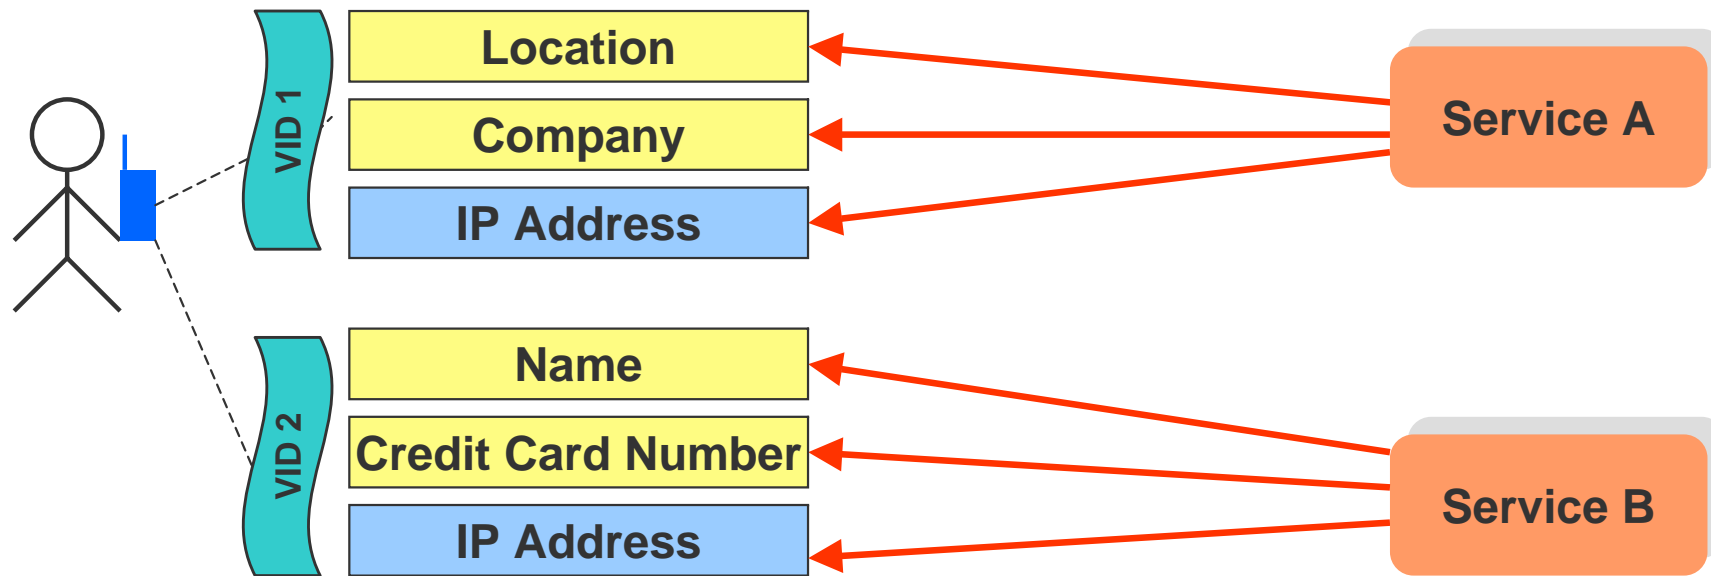 VID 1
Location
Company
IP Address
Service A
VID 2
Name
Credit Card Number
IP Address
Service B